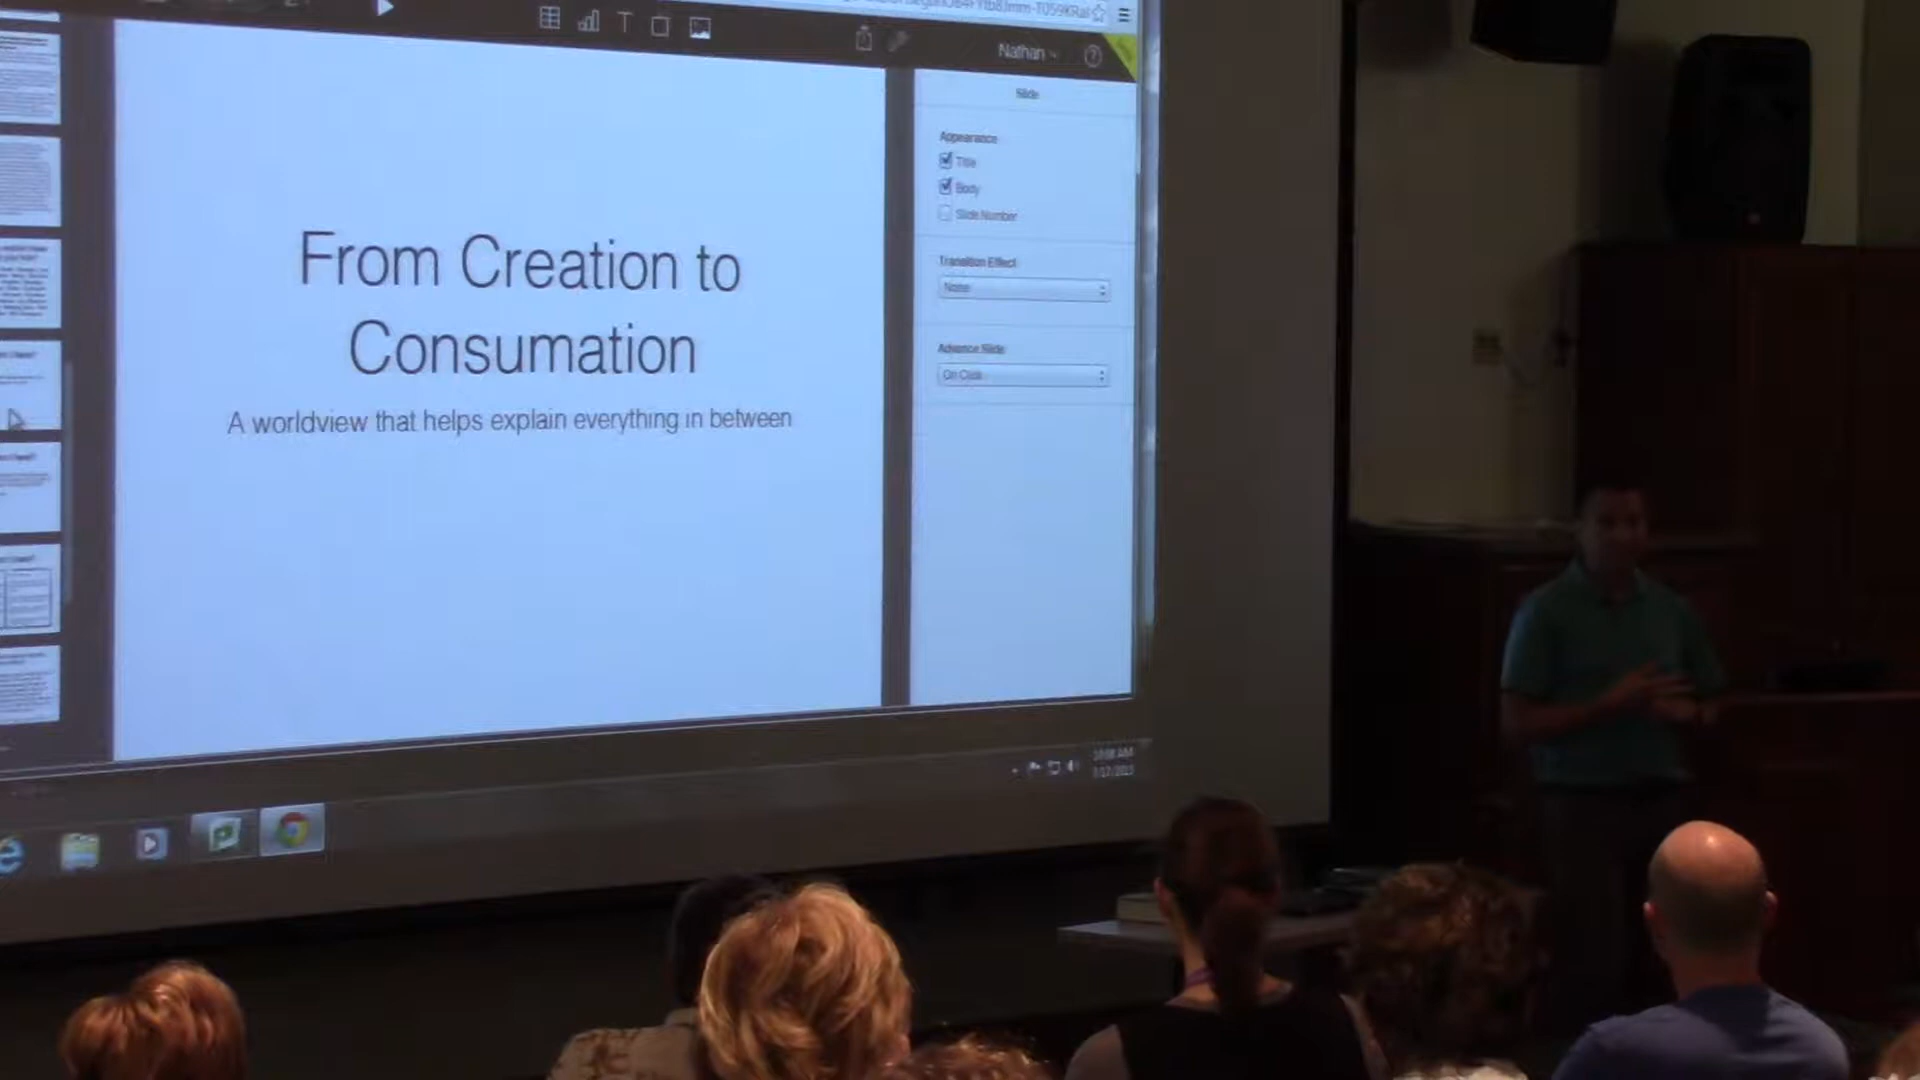 Nathan
Slide
Appearance
Title
Body
Slide Number
From Creation to
Consumation
A worldview that helps explain everything in between
Transition Effect
None
Advance Slide
On Click